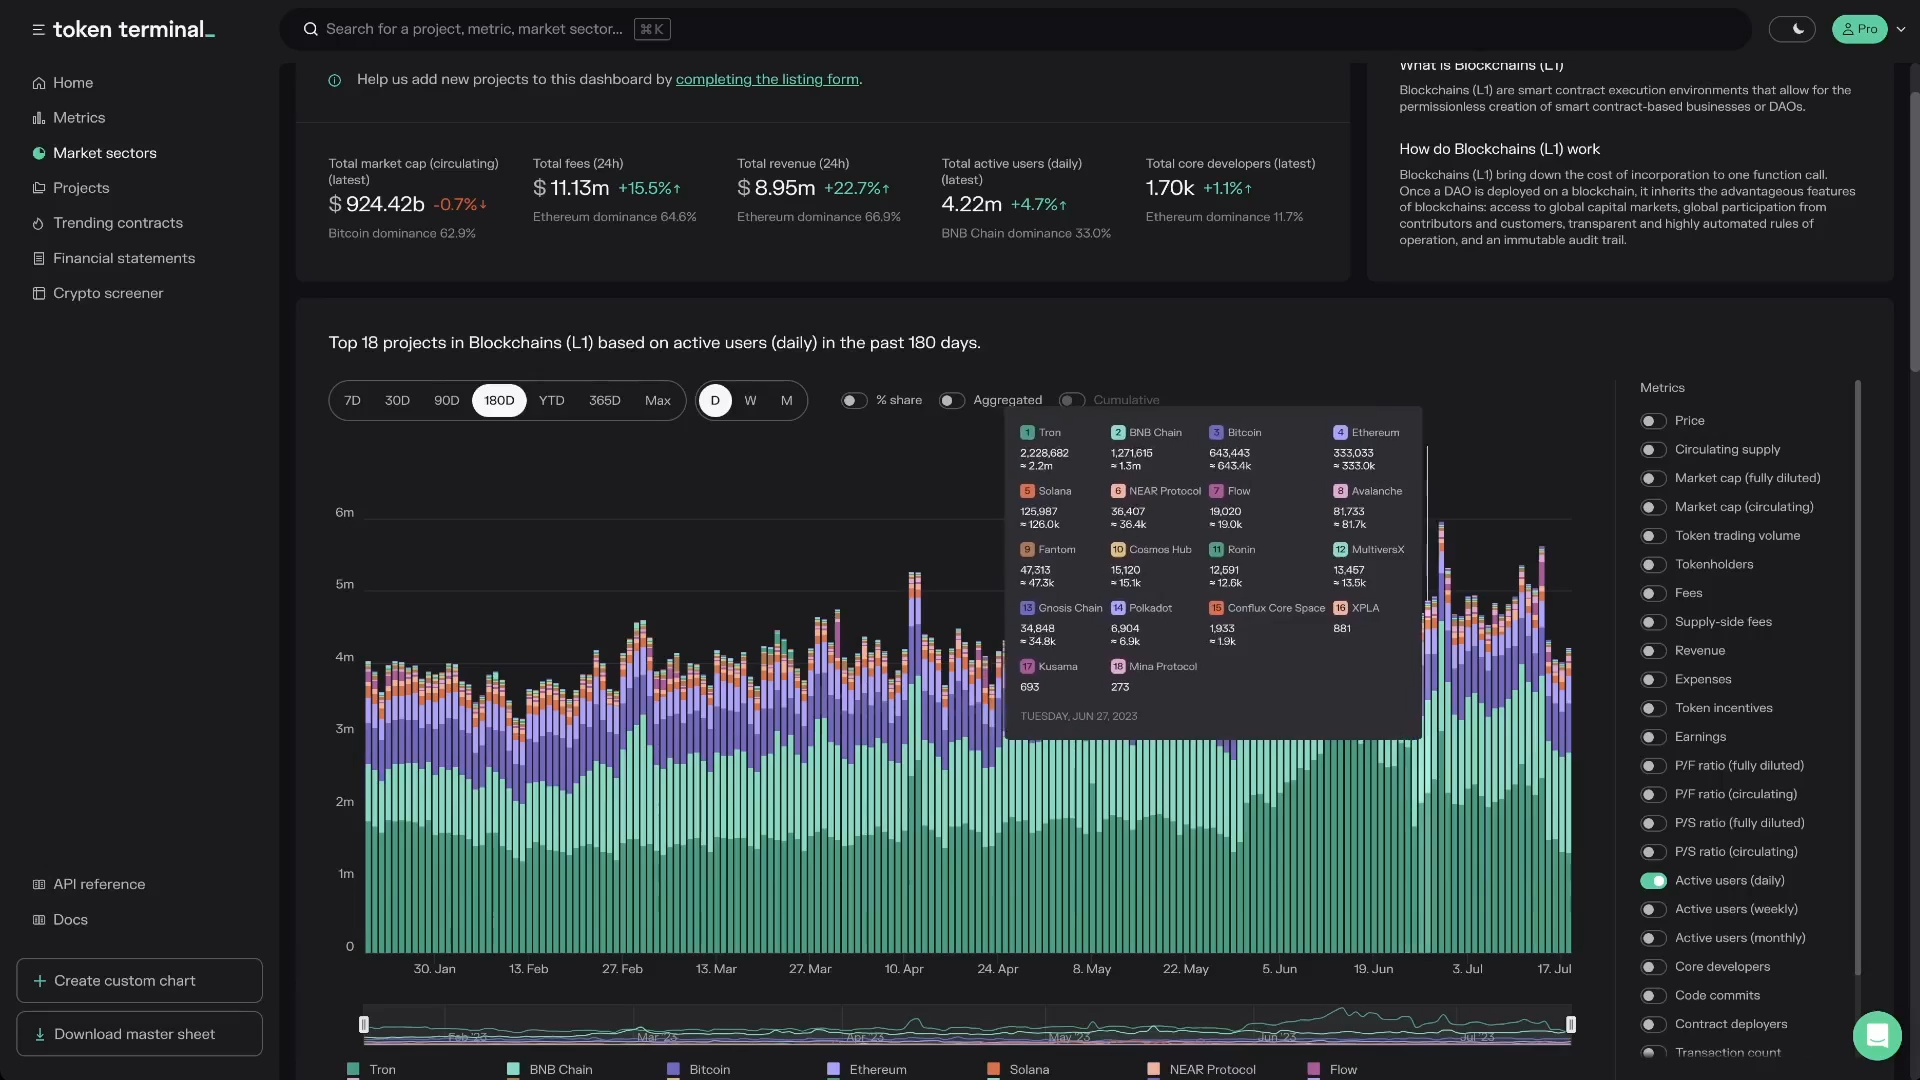 token terminal_
Search for a project, metric, market sector... ⌘ K
Pro
Home
Metrics
Market sectors
Projects
Trending contracts
Financial statements
Crypto screener
API reference
Docs
+ Create custom chart
Download master sheet
Help us add new projects to this dashboard by completing the listing form.
Total market cap (circulating)
(latest)
$ 924.42b -0.7%↓
Bitcoin dominance 62.9%
Total fees (24h)
$ 11.13m +15.5%↑
Ethereum dominance 64.6%
Total revenue (24h)
$ 8.95m +22.7%↑
Ethereum dominance 66.9%
Total active users (daily)
(latest)
4.22m +4.7%↑
BNB Chain dominance 33.0%
Total core developers (latest)
1.70k +1.1%↑
Ethereum dominance 11.7%
What is Blockchains (L1)
Blockchains (L1) are smart contract execution environments that allow for the
permissionless creation of smart contract-based businesses or DAOs.
How do Blockchains (L1) work
Blockchains (L1) bring down the cost of incorporation to one function call.
Once a DAO is deployed on a blockchain, it inherits the advantageous features
of blockchains: access to global capital markets, global participation from
contributors and customers, transparent and highly automated rules of
operation, and an immutable audit trail.
Top 18 projects in Blockchains (L1) based on active users (daily) in the past 180 days.
7D 30D 90D 180D YTD 365D Max
D W M
% share Aggregated Cumulative
1 Tron 2 BNB Chain 3 Bitcoin 4 Ethereum
2,228,682 1,271,615 643,443 333,033
≈ 2.2m ≈ 1.3m ≈ 643.4k ≈ 333.0k
5 Solana 6 NEAR Protocol 7 Flow 8 Avalanche
125,987 36,407 19,020 81,733
≈ 126.0k ≈ 36.4k ≈ 19.0k ≈ 81.7k
9 Fantom 10 Cosmos Hub 11 Ronin 12 MultiversX
47,313 15,120 12,591 13,457
≈ 47.3k ≈ 15.1k ≈ 12.6k ≈ 13.5k
13 Gnosis Chain 14 Polkadot 15 Conflux Core Space 16 XPLA
34,848 6,904 1,933 881
≈ 34.8k ≈ 6.9k ≈ 1.9k
17 Kusama 18 Mina Protocol
693 273
TUESDAY, JUN 27, 2023
6m
5m
4m
3m
2m
1m
0
30. Jan 13. Feb 27. Feb 13. Mar 27. Mar 10. Apr 24. Apr 8. May 22. May 5. Jun 19. Jun 3. Jul 17. Jul
Feb '23 Mar '23 Apr '23 May '23 Jun '23 Jul '23
Tron BNB Chain Bitcoin Ethereum Solana NEAR Protocol Flow
Metrics
Price
Circulating supply
Market cap (fully diluted)
Market cap (circulating)
Token trading volume
Tokenholders
Fees
Supply-side fees
Revenue
Expenses
Token incentives
Earnings
P/F ratio (fully diluted)
P/F ratio (circulating)
P/S ratio (fully diluted)
P/S ratio (circulating)
Active users (daily)
Active users (weekly)
Active users (monthly)
Core developers
Code commits
Contract deployers
Transaction count